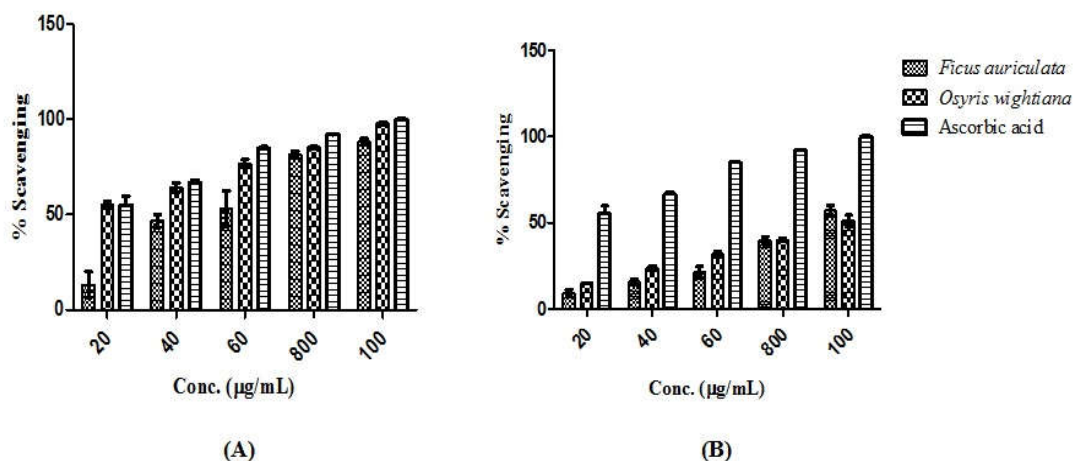 150
100
50
0
% Scavenging
20
40
60
800
100
Conc. (µg/mL)
(A)
150
100
50
0
% Scavenging
20
40
60
800
100
Conc. (µg/mL)
(B)
Ficus auriculata
Osyris wightiana
Ascorbic acid